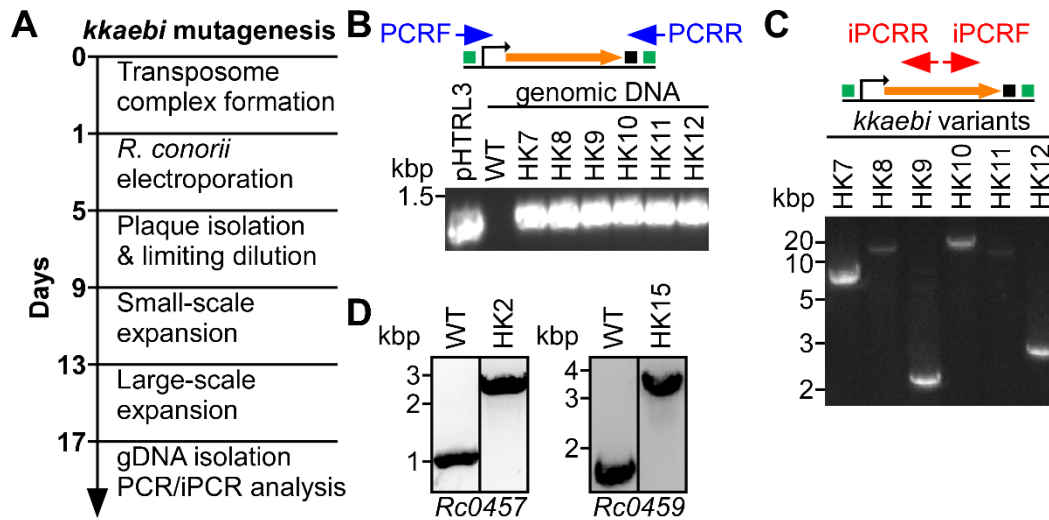 A
kkaebi mutagenesis
Days
0
Transposome
complex formation
1
R. conorii
electroporation
5
Plaque isolation
& limiting dilution
9
Small-scale
expansion
13
Large-scale
expansion
17
gDNA isolation
PCR/iPCR analysis
B
PCRF
PCRR
genomic DNA
kbp
pHTRL3
WT
HK7
HK8
HK9
HK10
HK11
HK12
1.5
C
iPCRR iPCRF
kkaebi variants
kbp
HK7
HK8
HK9
HK10
HK11
HK12
20
10
5
3
2
D
kbp
WT
HK2
3
2
1
Rc0457
kbp
WT
HK15
4
3
2
Rc0459